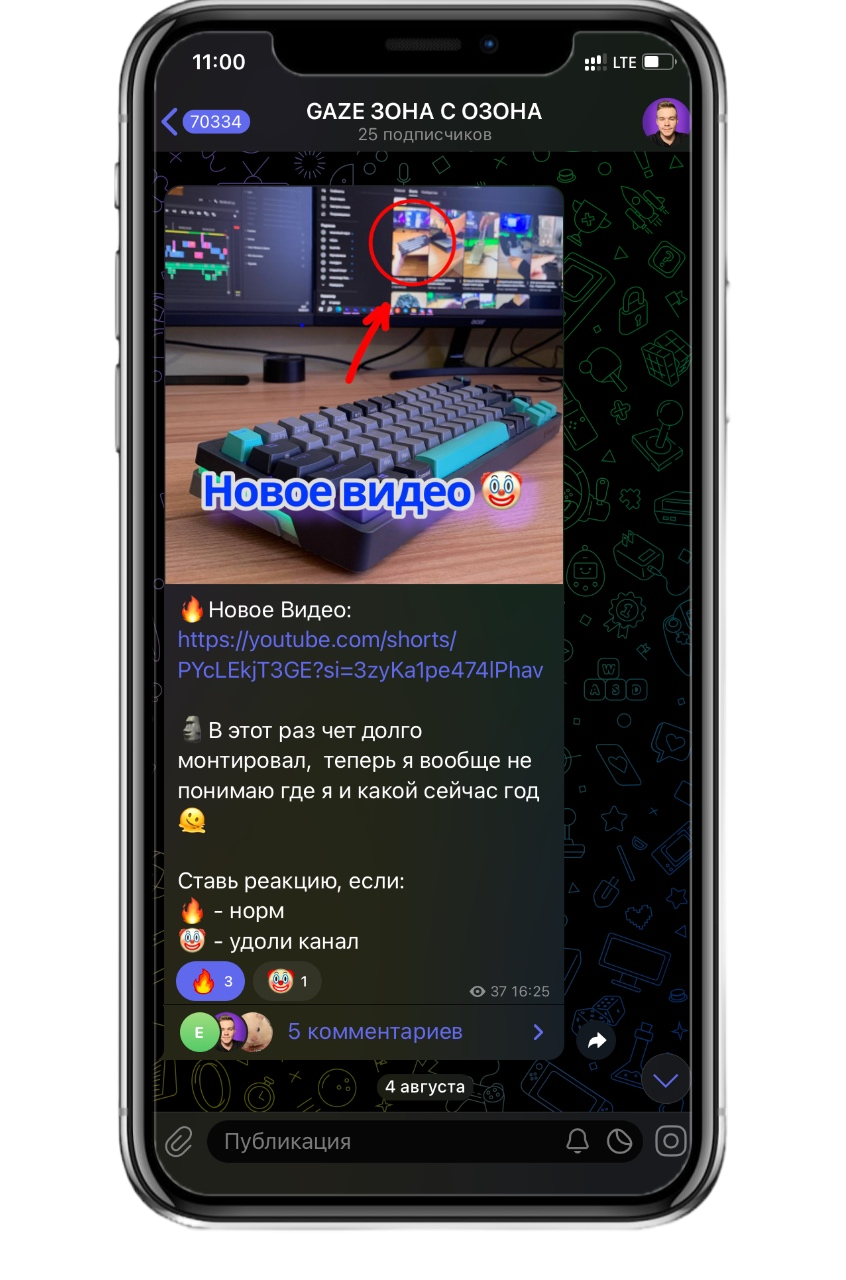 11:00
LTE
70334
GAZE ЗОНА С ОЗОНА
25 подписчиков
acer
Новое видео 🤡
🔥Новое Видео:
https://youtube.com/shorts/
PYcLEkjT3GE?si=3zyKa1pe474lPhav
🗿В этот раз чет долго
монтировал,  теперь я вообще не
понимаю где я и какой сейчас год
🫠
Ставь реакцию, если:
🔥 - норм
🤡 - удоли канал
🔥 3
🤡 1
37 16:25
E
5 комментариев
W
A S D
4 августа
Публикация